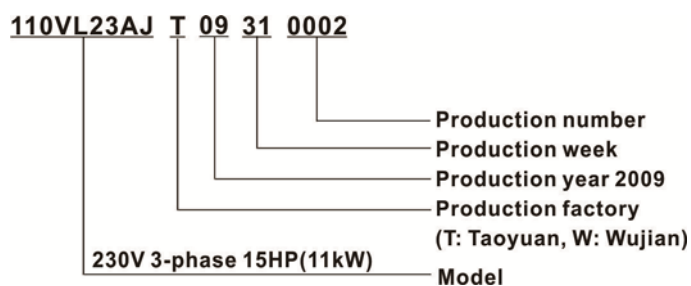 110VL23AJ T 09 31 0002
Production number
Production week
Production year 2009
Production factory
(T: Taoyuan, W: Wujian)
230V 3-phase 15HP(11kW)
Model